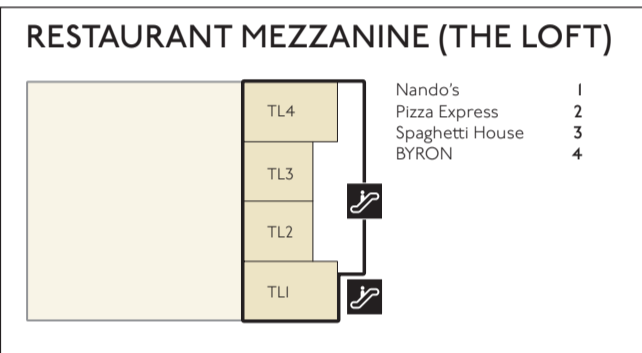 RESTAURANT MEZZANINE (THE LOFT)
Nando's 1
Pizza Express 2
Spaghetti House 3
BYRON 4
TL4
TL3
TL2
TL1